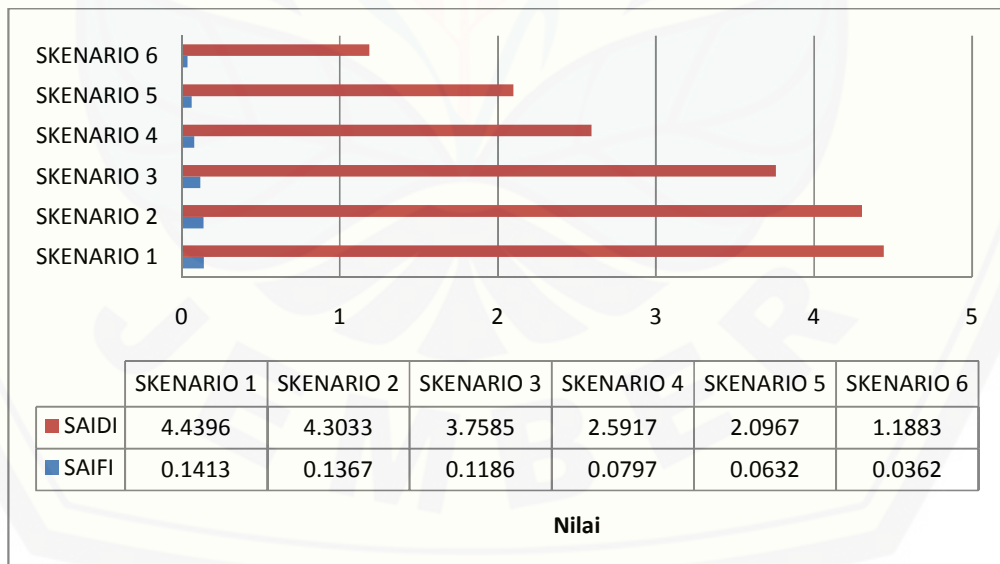 SKENARIO 6
SKENARIO 5
SKENARIO 4
SKENARIO 3
SKENARIO 2
SKENARIO 1
0 1 2 3 4 5
SKENARIO 1 SKENARIO 2 SKENARIO 3 SKENARIO 4 SKENARIO 5 SKENARIO 6
SAIDI 4.4396 4.3033 3.7585 2.5917 2.0967 1.1883
SAIFI 0.1413 0.1367 0.1186 0.0797 0.0632 0.0362
Nilai
JEMBER